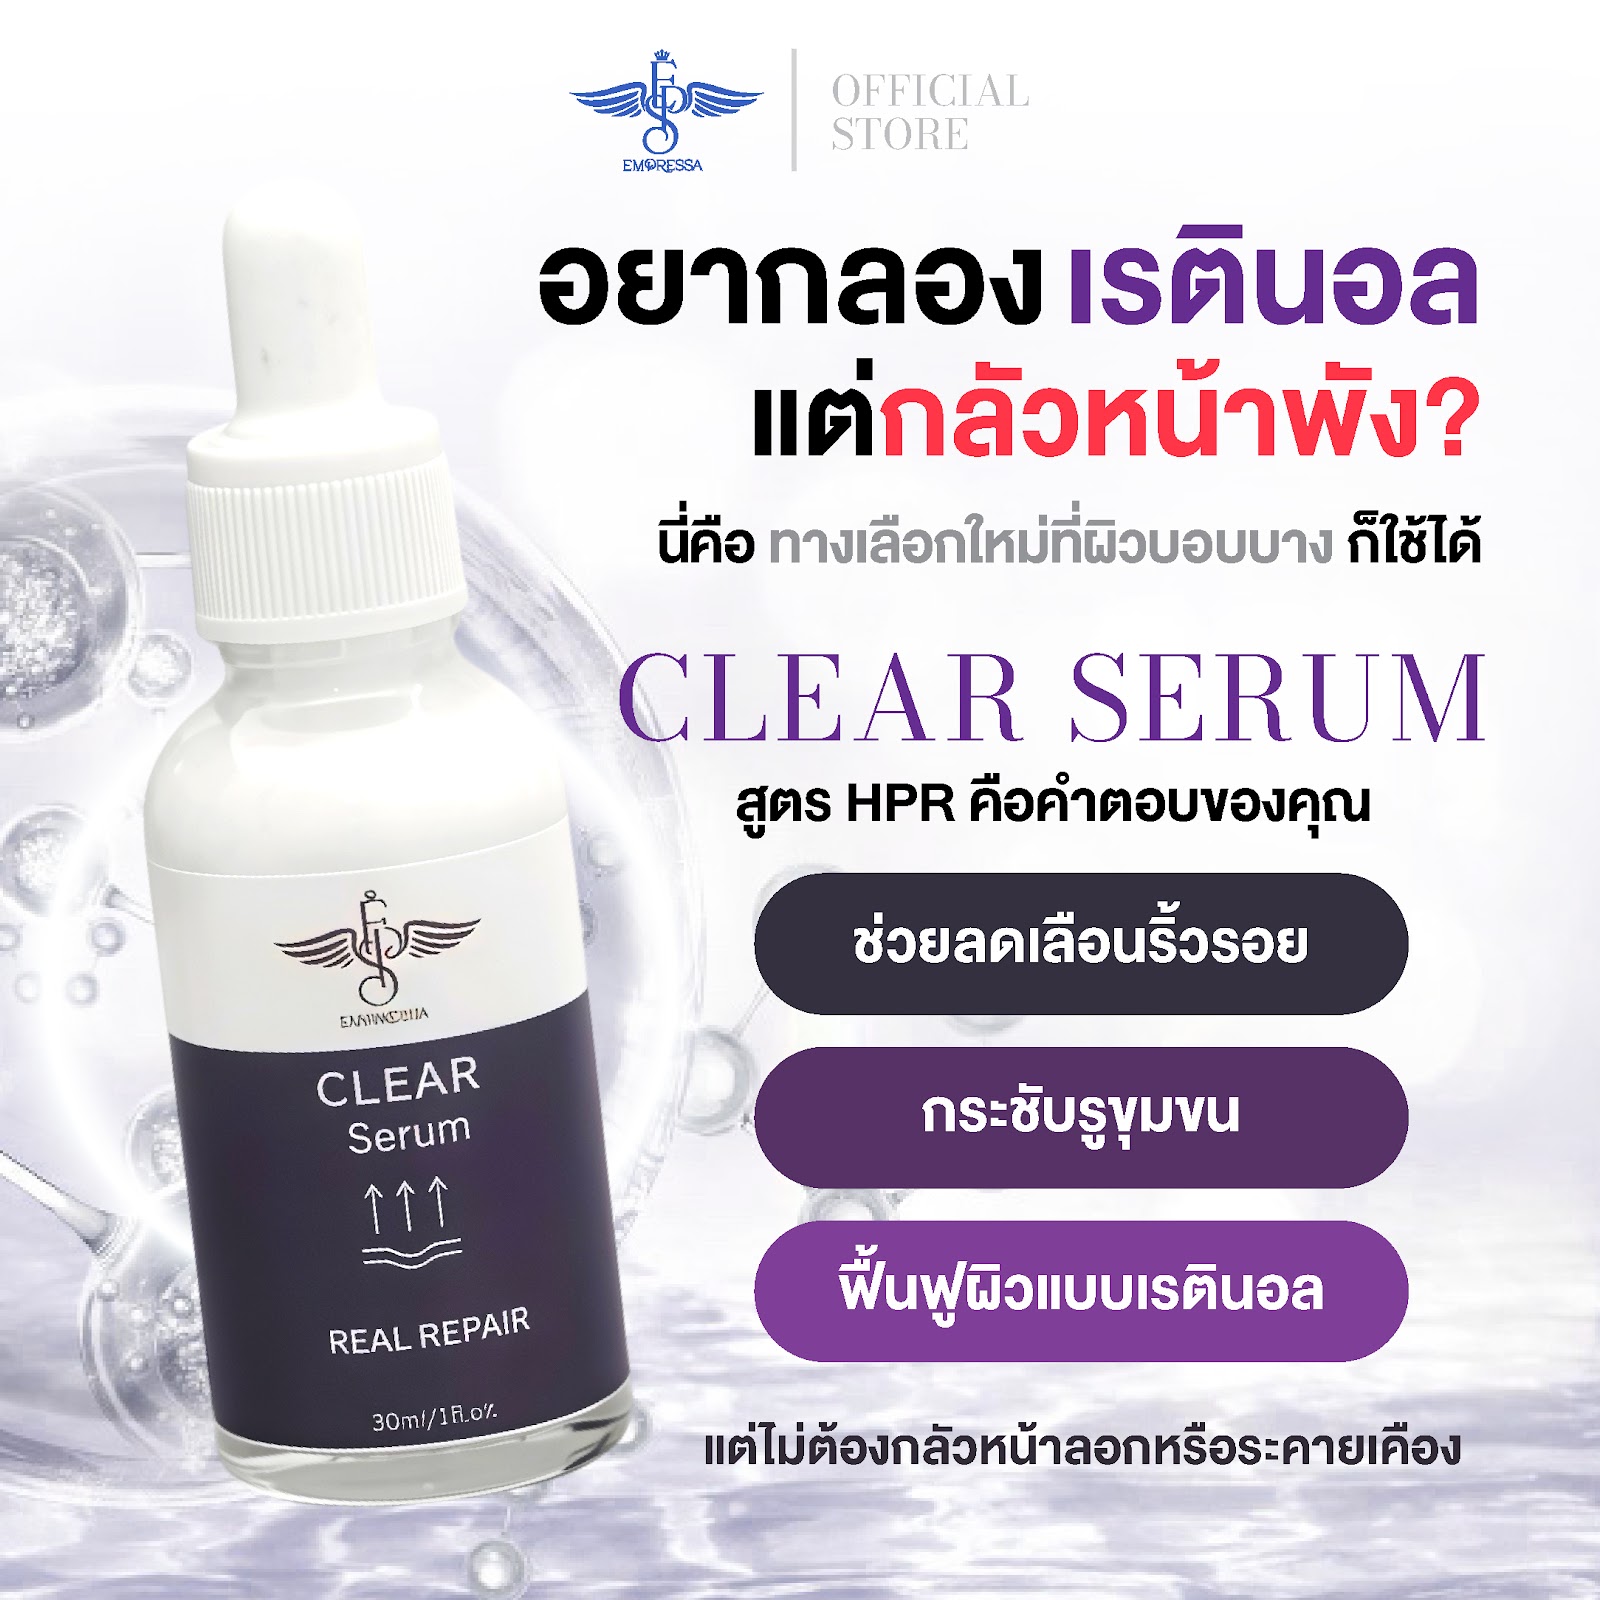 EMPRESSA
OFFICIAL
STORE
อยากลอง เรตินอล
แต่กลัวหน้าพัง?
นี่คือ ทางเลือกใหม่ที่ผิวบอบบาง ก็ใช้ได้
CLEAR SERUM
สูตร HPR คือคำตอบของคุณ
ช่วยลดเลือนริ้วรอย
กระชับรูขุมขน
ฟื้นฟูผิวแบบเรตินอล
แต่ไม่ต้องกลัวหน้าลอกหรือระคายเคือง
CLEAR
Serum
REAL REPAIR